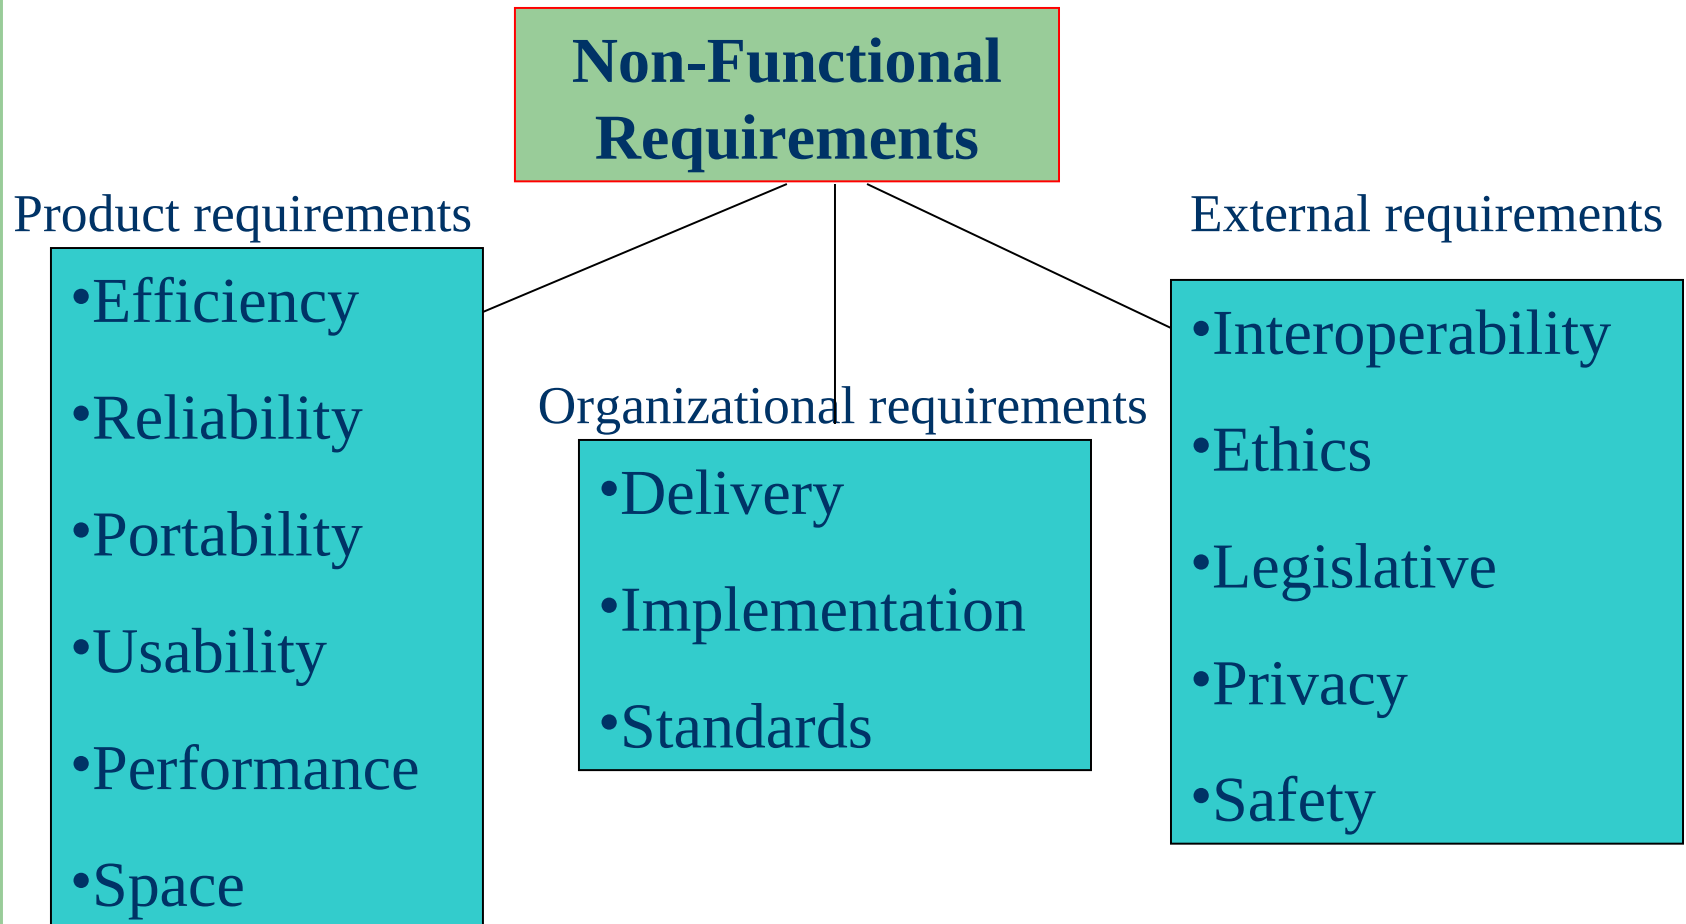 Non-Functional
Requirements
Product requirements
•Efficiency
•Reliability
•Portability
•Usability
•Performance
•Space
Organizational requirements
•Delivery
•Implementation
•Standards
External requirements
•Interoperability
•Ethics
•Legislative
•Privacy
•Safety